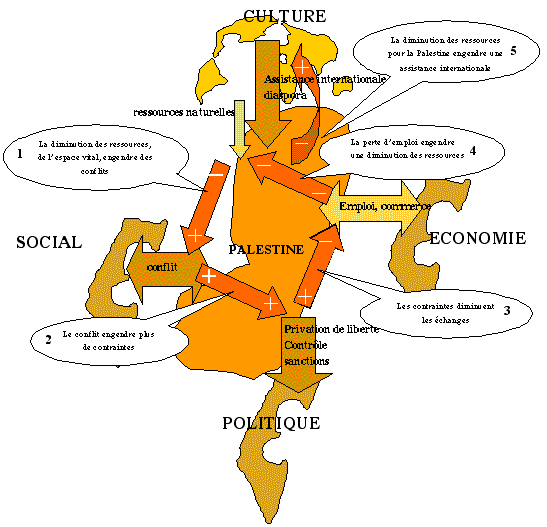 CULTURE
La diminution des ressources
pour la Palestine engendre une
assistance internationale
5
Assistance internationale
diaspora
ressources naturelles
1
La diminution des ressources,
de l'espace vital, engendre des
conflits
La perte d'emploi engendre
une diminution des ressources
4
Emploi, commerce
SOCIAL
PALESTINE
ECONOMIE
conflit
2
Le conflit engendre plus
de contraintes
Les contraintes diminuent
les échanges
3
Privation de liberté
Contrôle
sanctions
POLITIQUE
+
−
−
−
−
+
−
+
+
+